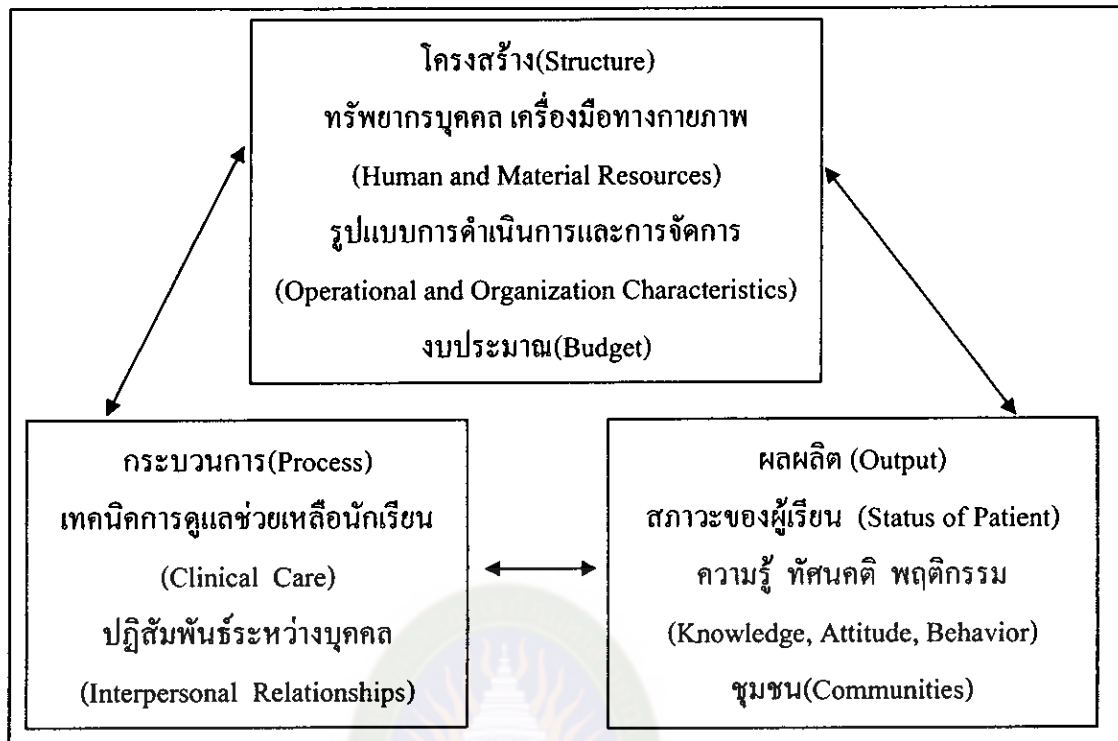 โครงสร้าง(Structure)
ทรัพยากรบุคคล เครื่องมือทางกายภาพ
(Human and Material Resources)
รูปแบบการดำเนินการและการจัดการ
(Operational and Organization Characteristics)
งบประมาณ(Budget)
กระบวนการ(Process)
เทคนิคการดูแลช่วยเหลือนักเรียน
(Clinical Care)
ปฏิสัมพันธ์ระหว่างบุคคล
(Interpersonal Relationships)
ผลผลิต (Output)
สภาวะของผู้เรียน (Status of Patient)
ความรู้ ทัศนคติ พฤติกรรม
(Knowledge, Attitude, Behavior)
ชุมชน(Communities)